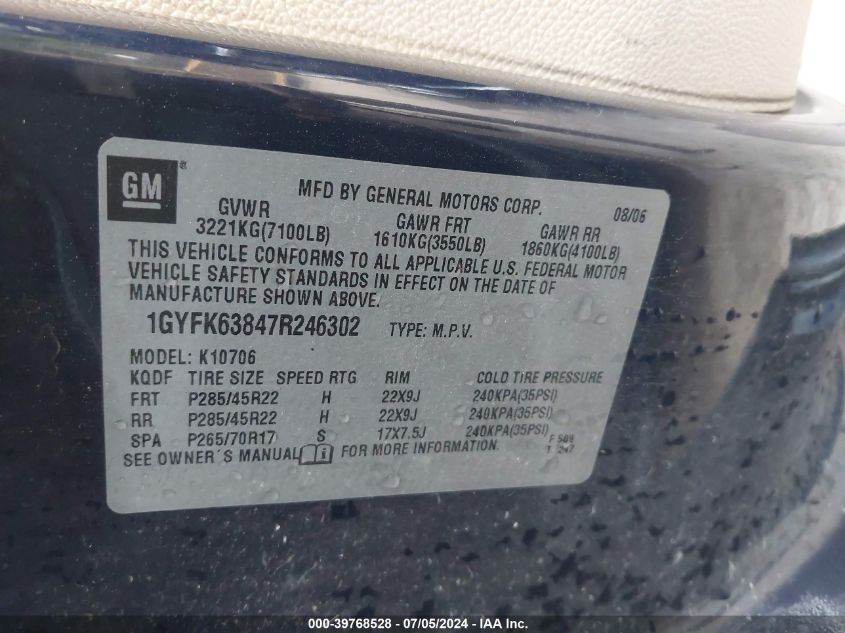 GM®
MFD BY GENERAL MOTORS CORP. 08/06
GVWR GAWR FRT GAWR RR
3221KG(7100LB) 1610KG(3550LB) 1860KG(4100LB)
THIS VEHICLE CONFORMS TO ALL APPLICABLE U.S. FEDERAL MOTOR
VEHICLE SAFETY STANDARDS IN EFFECT ON THE DATE OF
MANUFACTURE SHOWN ABOVE.
1GYFK63847R246302 TYPE: M.P.V.
MODEL: K10706
KQDF TIRE SIZE SPEED RTG RIM COLD TIRE PRESSURE
FRT P285/45R22 H 22X9J 240KPA(35PSI)
RR P285/45R22 H 22X9J 240KPA(35PSI)
SPA P265/70R17 S 17X7.5J 240KPA(35PSI)
SEE OWNER'S MANUAL FOR MORE INFORMATION.
F
T 247
000-39768528 - 07/05/2024 - IAA Inc.